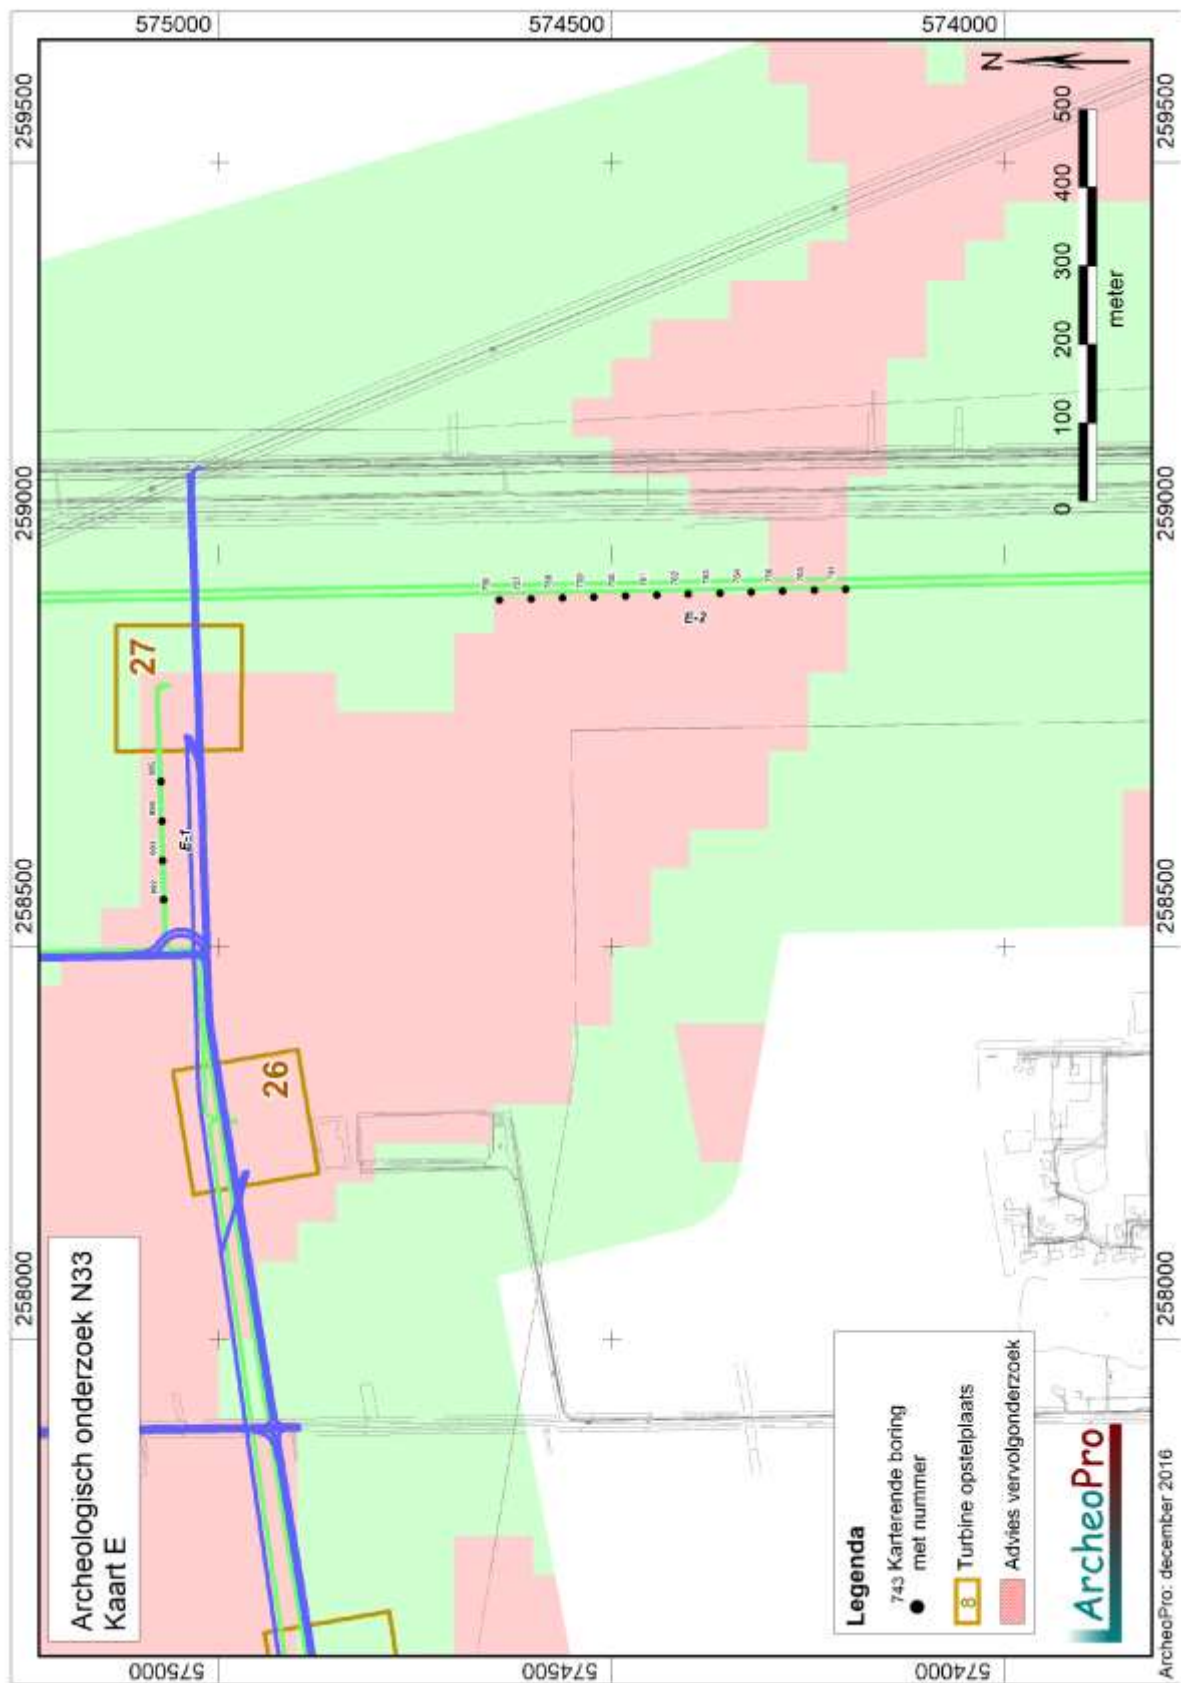 Archeologisch onderzoek N33
Kaart E
258000
258500
259000
259500
575000
574500
574000
575000
574500
574000
258000
258500
259000
259500
26
27
E-1
E-2
N
0 100 200 300 400 500
meter
Legenda
743 Karterende boring
met nummer
8 Turbine opstelplaats
Advies vervolgonderzoek
ArcheoPro
ArcheoPro: december 2016